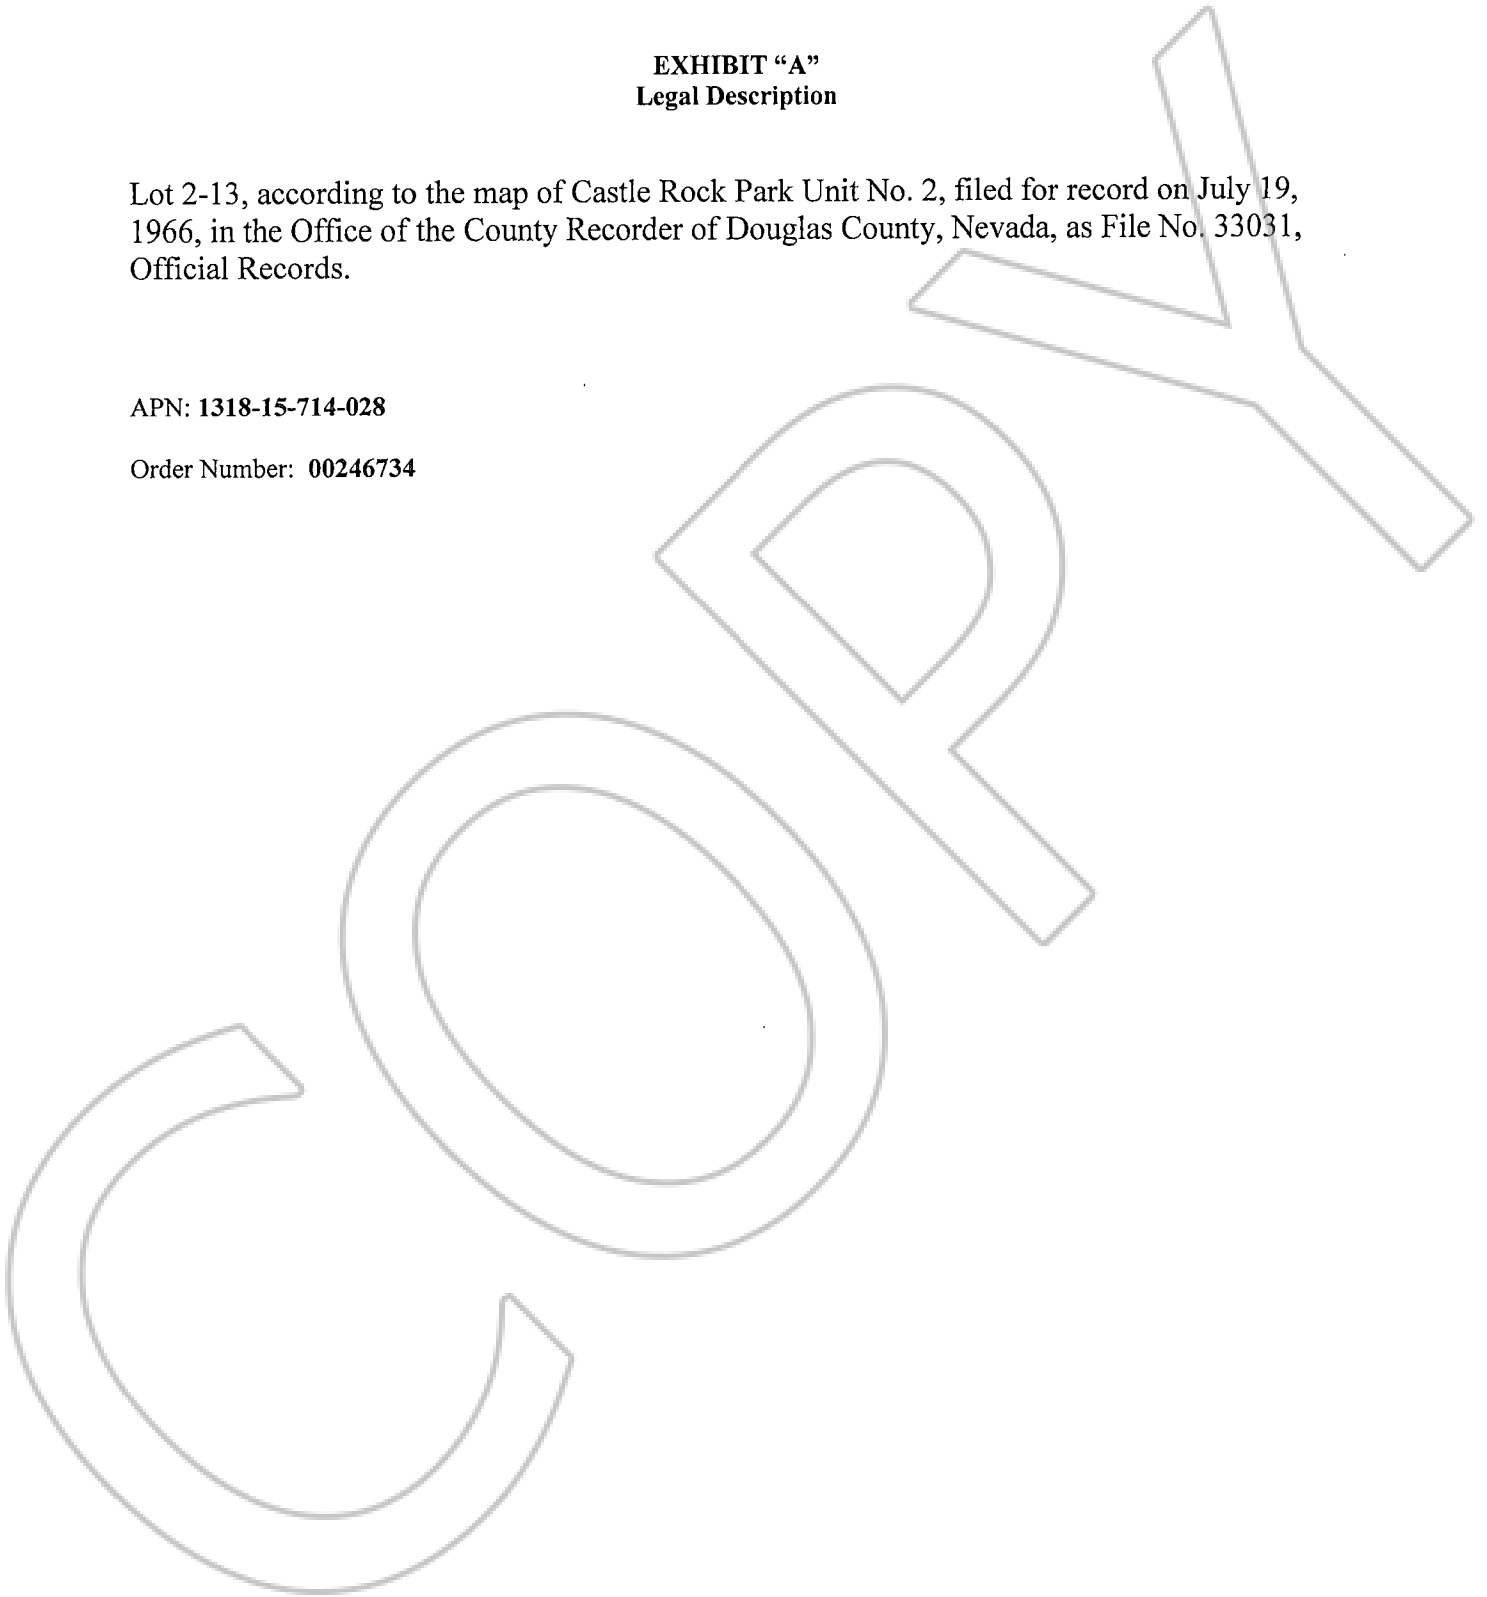 EXHIBIT “A”
Legal Description
Lot 2-13, according to the map of Castle Rock Park Unit No. 2, filed for record on July 19,
1966, in the Office of the County Recorder of Douglas County, Nevada, as File No. 33031,
Official Records.
APN: 1318-15-714-028
Order Number: 00246734
COPY